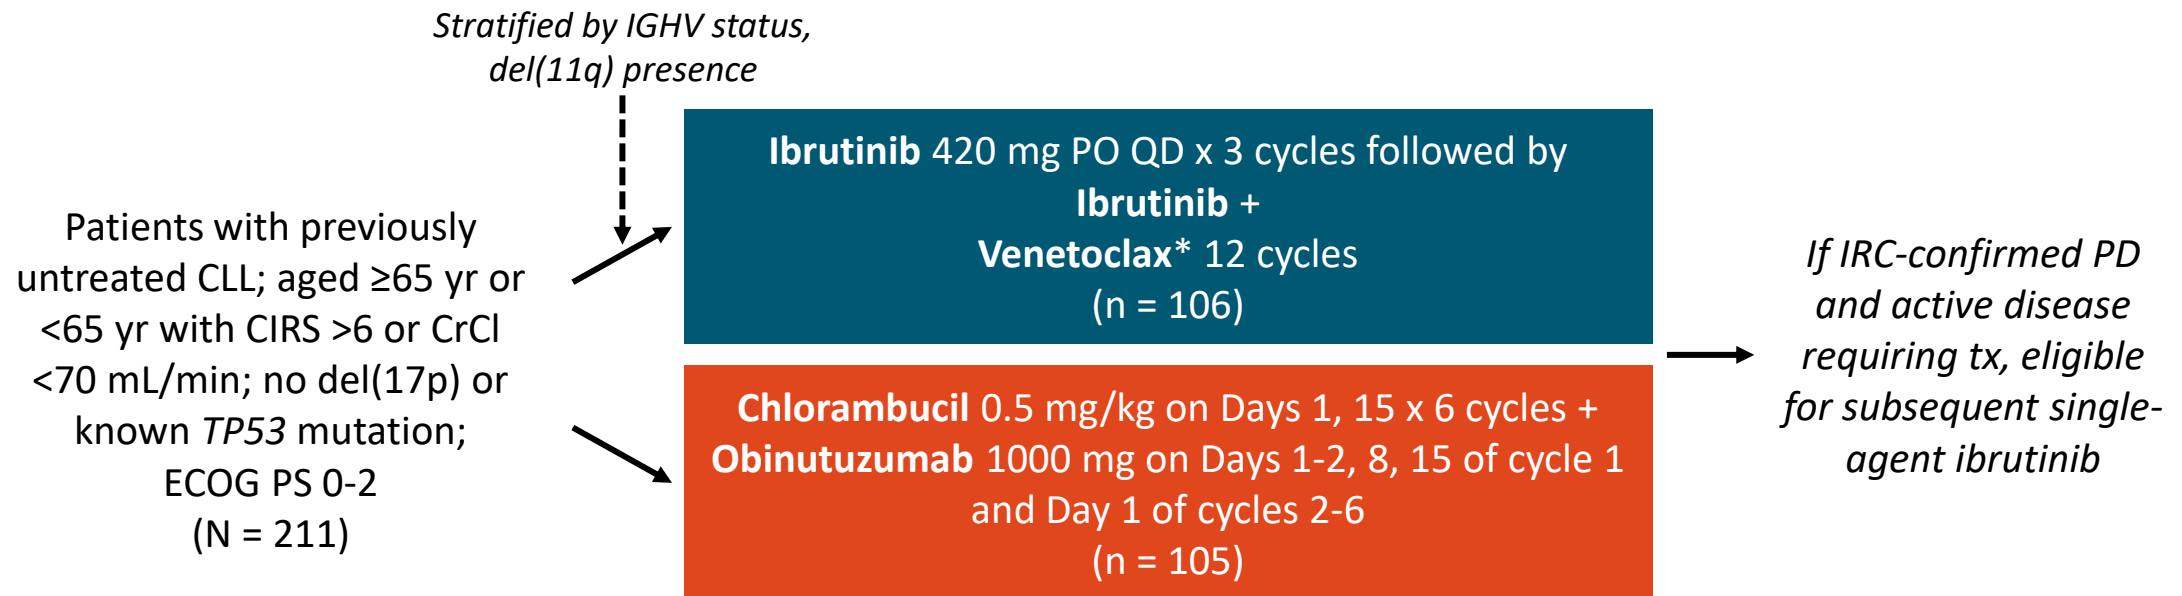 Stratified by IGHV status,
del(11q) presence
Patients with previously
untreated CLL; aged ≥65 yr or
<65 yr with CIRS >6 or CrCl
<70 mL/min; no del(17p) or
known TP53 mutation;
ECOG PS 0-2
(N = 211)
Ibrutinib 420 mg PO QD x 3 cycles followed by
Ibrutinib +
Venetoclax* 12 cycles
(n = 106)
Chlorambucil 0.5 mg/kg on Days 1, 15 x 6 cycles +
Obinutuzumab 1000 mg on Days 1-2, 8, 15 of cycle 1
and Day 1 of cycles 2-6
(n = 105)
If IRC-confirmed PD
and active disease
requiring tx, eligible
for subsequent single-
agent ibrutinib